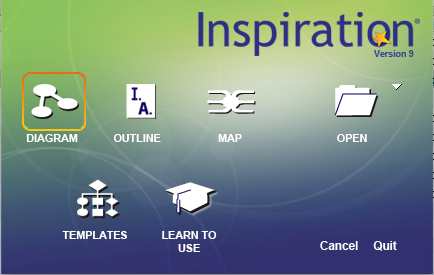 Inspiration®
Version 9
I.
A.
DIAGRAM OUTLINE MAP OPEN
TEMPLATES LEARN TO
USE
Cancel Quit